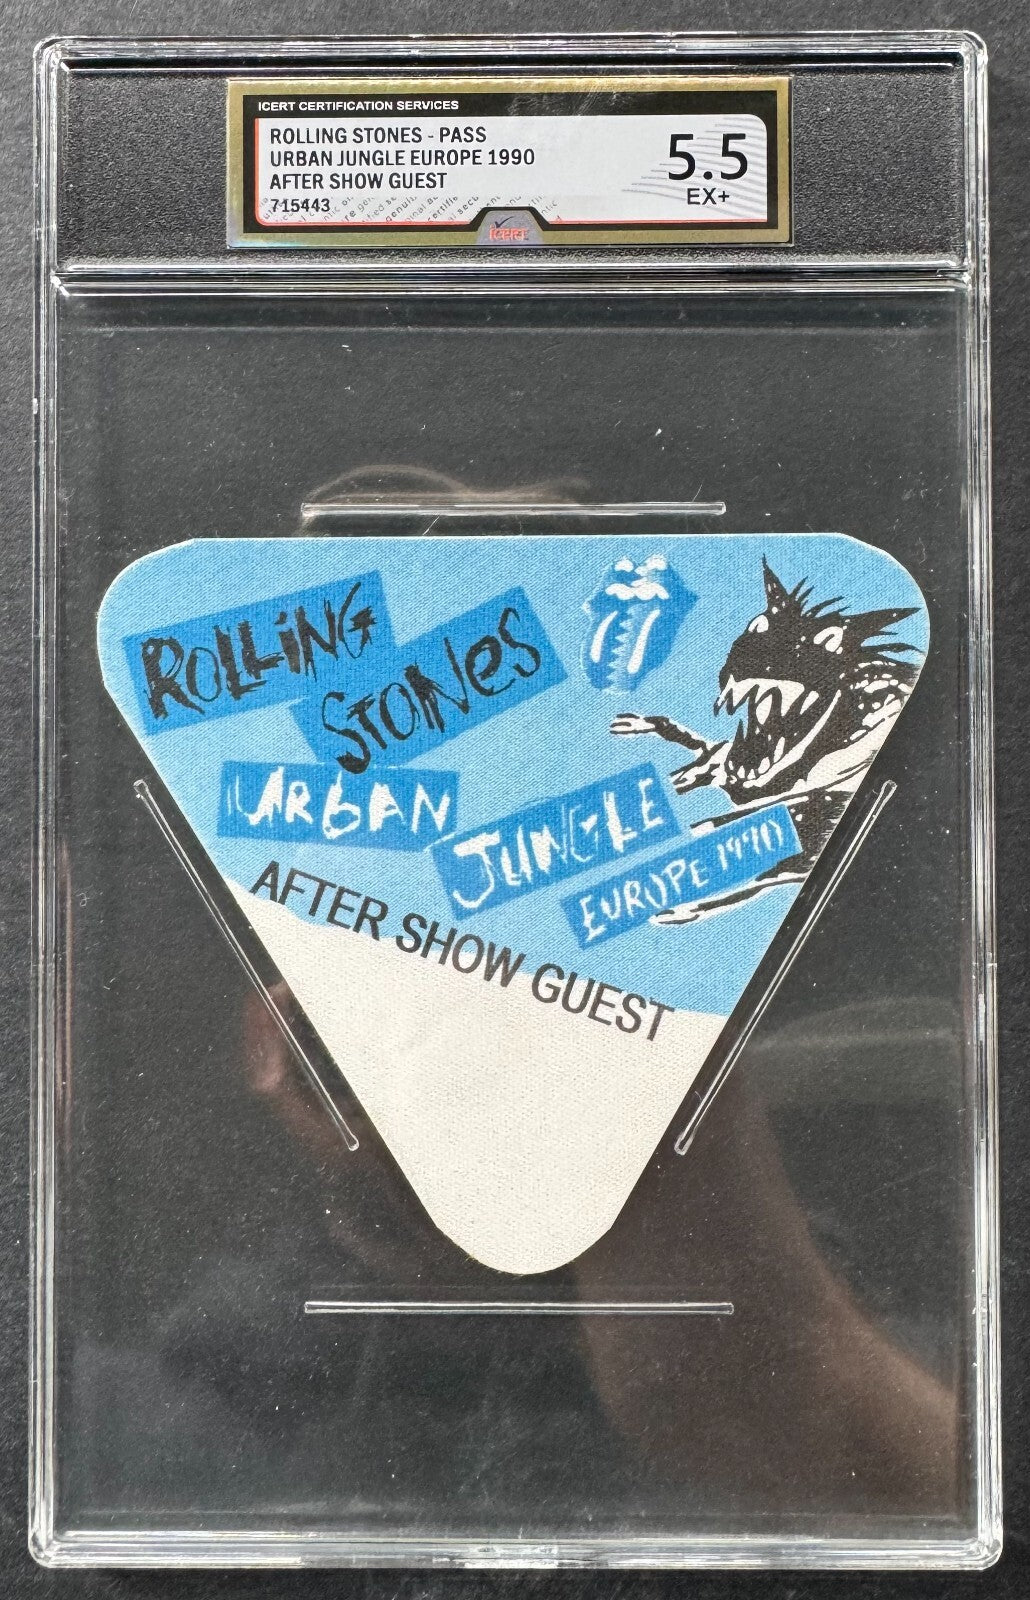 ICERT CERTIFICATION SERVICES
ROLLING STONES - PASS
URBAN JUNGLE EUROPE 1990
AFTER SHOW GUEST
715443
5.5
EX+
ROLLiNG
STONes
URbAN
JUNGLE
EUROPE 1990
AFTER SHOW GUEST